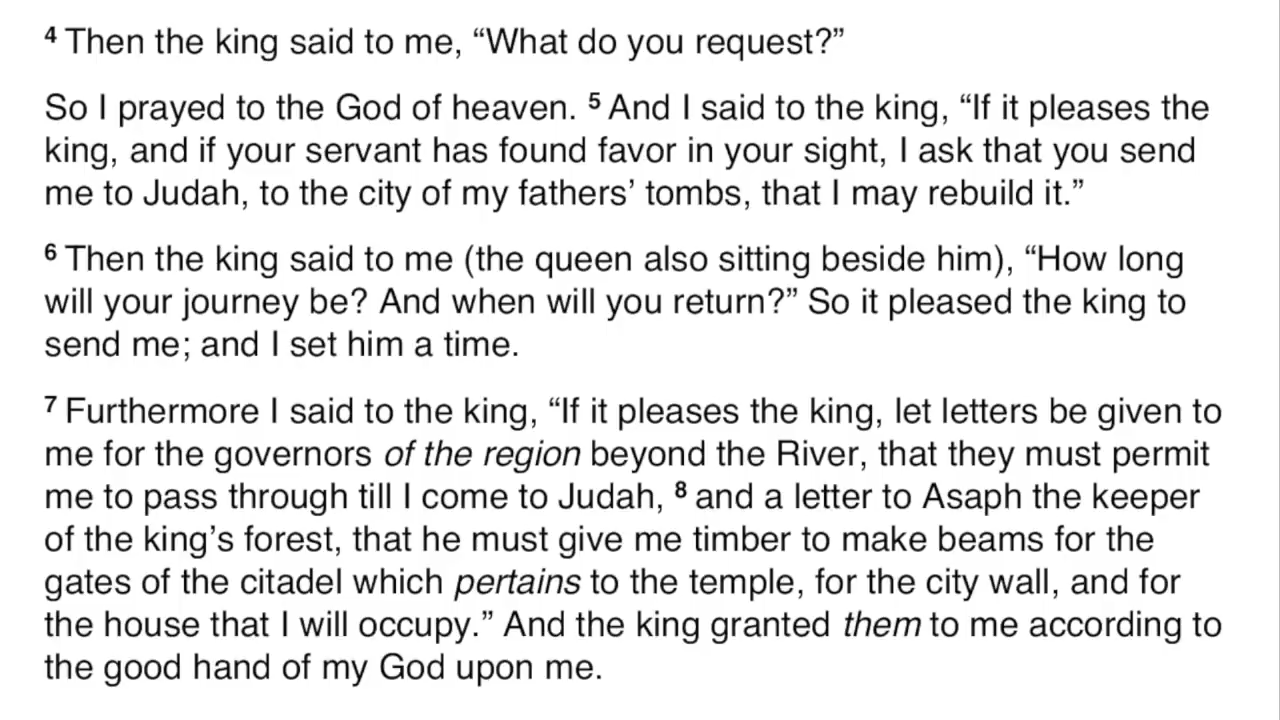 4 Then the king said to me, “What do you request?”
So I prayed to the God of heaven. 5 And I said to the king, “If it pleases the
king, and if your servant has found favor in your sight, I ask that you send
me to Judah, to the city of my fathers’ tombs, that I may rebuild it.”
6 Then the king said to me (the queen also sitting beside him), “How long
will your journey be? And when will you return?” So it pleased the king to
send me; and I set him a time.
7 Furthermore I said to the king, “If it pleases the king, let letters be given to
me for the governors of the region beyond the River, that they must permit
me to pass through till I come to Judah, 8 and a letter to Asaph the keeper
of the king’s forest, that he must give me timber to make beams for the
gates of the citadel which pertains to the temple, for the city wall, and for
the house that I will occupy.” And the king granted them to me according to
the good hand of my God upon me.